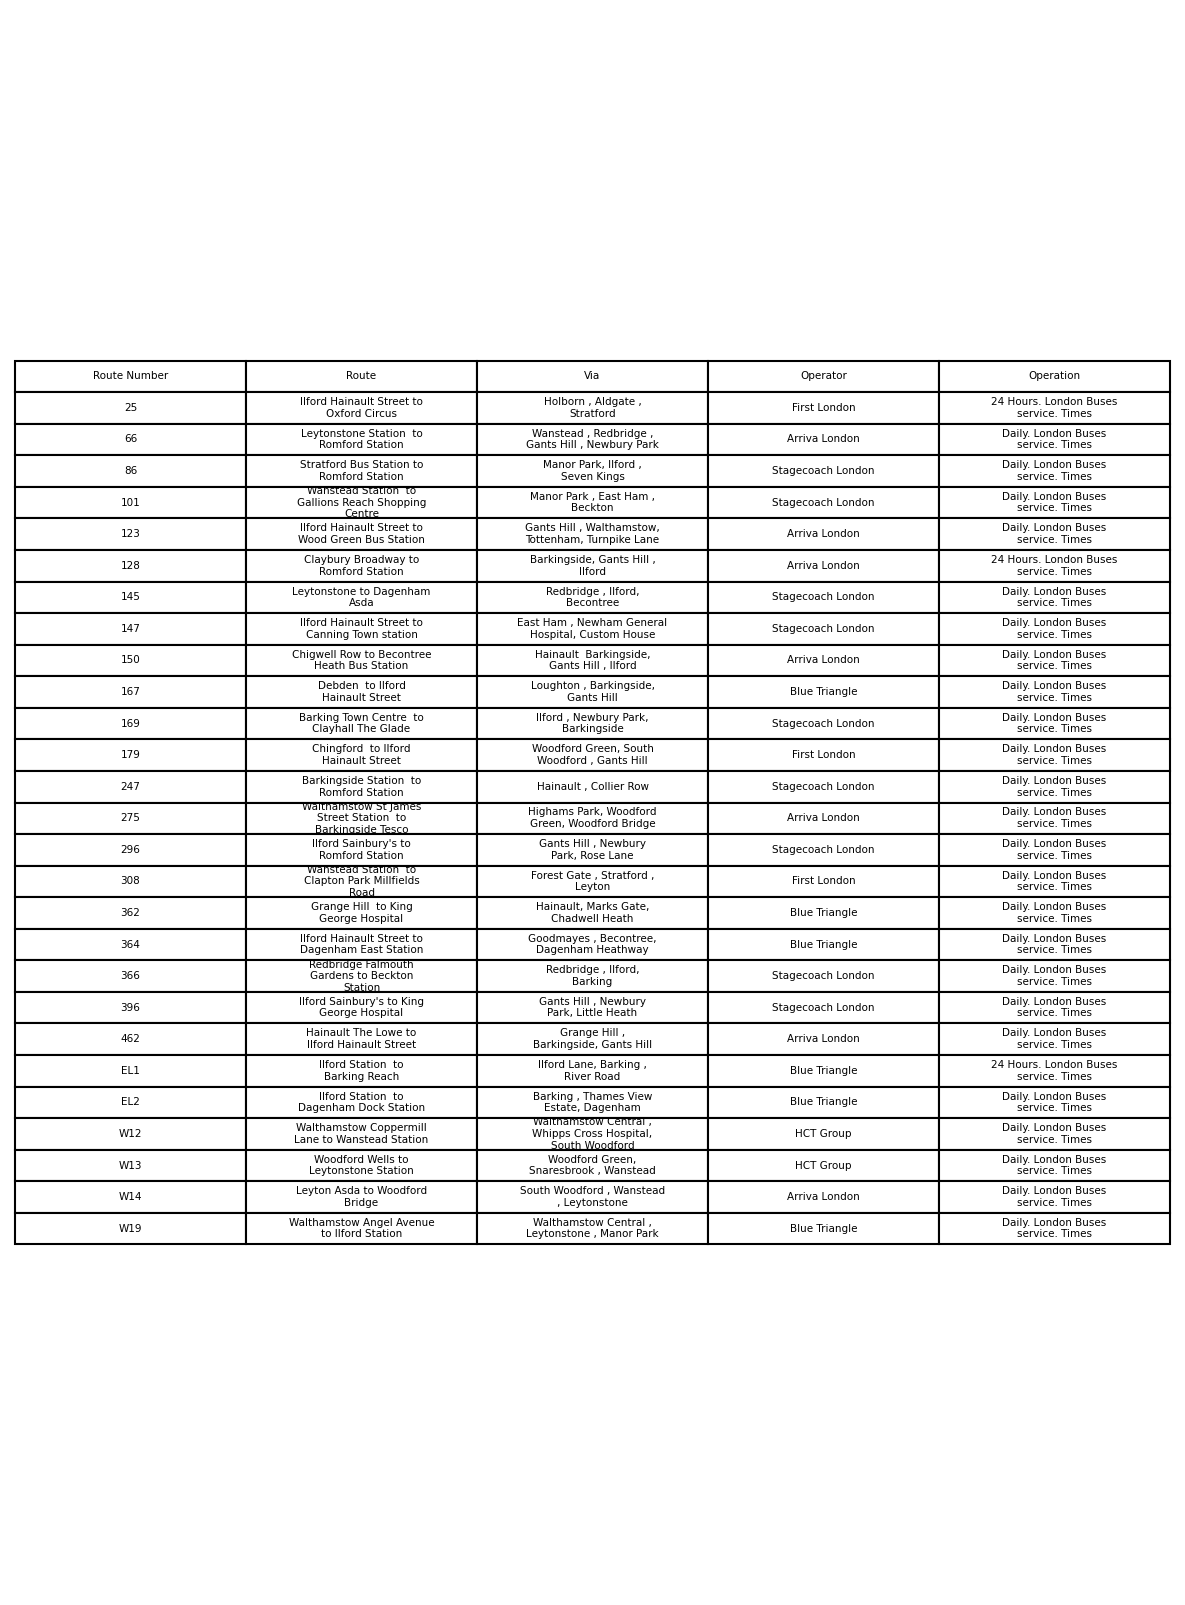 Route Number Route Via Operator Operation
25 Ilford Hainault Street to Oxford Circus Holborn , Aldgate , Stratford First London 24 Hours. London Buses service. Times
66 Leytonstone Station  to Romford Station Wanstead , Redbridge , Gants Hill , Newbury Park Arriva London Daily. London Buses service. Times
86 Stratford Bus Station to Romford Station Manor Park, Ilford , Seven Kings Stagecoach London Daily. London Buses service. Times
101 Wanstead Station  to Gallions Reach Shopping Centre Manor Park , East Ham , Beckton Stagecoach London Daily. London Buses service. Times
123 Ilford Hainault Street to Wood Green Bus Station Gants Hill , Walthamstow, Tottenham, Turnpike Lane Arriva London Daily. London Buses service. Times
128 Claybury Broadway to Romford Station Barkingside, Gants Hill , Ilford Arriva London 24 Hours. London Buses service. Times
145 Leytonstone to Dagenham Asda Redbridge , Ilford, Becontree Stagecoach London Daily. London Buses service. Times
147 Ilford Hainault Street to Canning Town station East Ham , Newham General Hospital, Custom House Stagecoach London Daily. London Buses service. Times
150 Chigwell Row to Becontree Heath Bus Station Hainault  Barkingside, Gants Hill , Ilford Arriva London Daily. London Buses service. Times
167 Debden  to Ilford Hainault Street Loughton , Barkingside, Gants Hill Blue Triangle Daily. London Buses service. Times
169 Barking Town Centre  to Clayhall The Glade Ilford , Newbury Park, Barkingside Stagecoach London Daily. London Buses service. Times
179 Chingford  to Ilford Hainault Street Woodford Green, South Woodford , Gants Hill First London Daily. London Buses service. Times
247 Barkingside Station  to Romford Station Hainault , Collier Row Stagecoach London Daily. London Buses service. Times
275 Walthamstow St James Street Station  to Barkingside Tesco Highams Park, Woodford Green, Woodford Bridge Arriva London Daily. London Buses service. Times
296 Ilford Sainbury's to Romford Station Gants Hill , Newbury Park, Rose Lane Stagecoach London Daily. London Buses service. Times
308 Wanstead Station  to Clapton Park Millfields Road Forest Gate , Stratford , Leyton First London Daily. London Buses service. Times
362 Grange Hill  to King George Hospital Hainault, Marks Gate, Chadwell Heath Blue Triangle Daily. London Buses service. Times
364 Ilford Hainault Street to Dagenham East Station Goodmayes , Becontree, Dagenham Heathway Blue Triangle Daily. London Buses service. Times
366 Redbridge Falmouth Gardens to Beckton Station Redbridge , Ilford, Barking Stagecoach London Daily. London Buses service. Times
396 Ilford Sainbury's to King George Hospital Gants Hill , Newbury Park, Little Heath Stagecoach London Daily. London Buses service. Times
462 Hainault The Lowe to Ilford Hainault Street Grange Hill , Barkingside, Gants Hill Arriva London Daily. London Buses service. Times
EL1 Ilford Station  to Barking Reach Ilford Lane, Barking , River Road Blue Triangle 24 Hours. London Buses service. Times
EL2 Ilford Station  to Dagenham Dock Station Barking , Thames View Estate, Dagenham Blue Triangle Daily. London Buses service. Times
W12 Walthamstow Coppermill Lane to Wanstead Station Walthamstow Central , Whipps Cross Hospital, South Woodford HCT Group Daily. London Buses service. Times
W13 Woodford Wells to Leytonstone Station Woodford Green, Snaresbrook , Wanstead HCT Group Daily. London Buses service. Times
W14 Leyton Asda to Woodford Bridge South Woodford , Wanstead , Leytonstone Arriva London Daily. London Buses service. Times
W19 Walthamstow Angel Avenue to Ilford Station Walthamstow Central , Leytonstone , Manor Park Blue Triangle Daily. London Buses service. Times